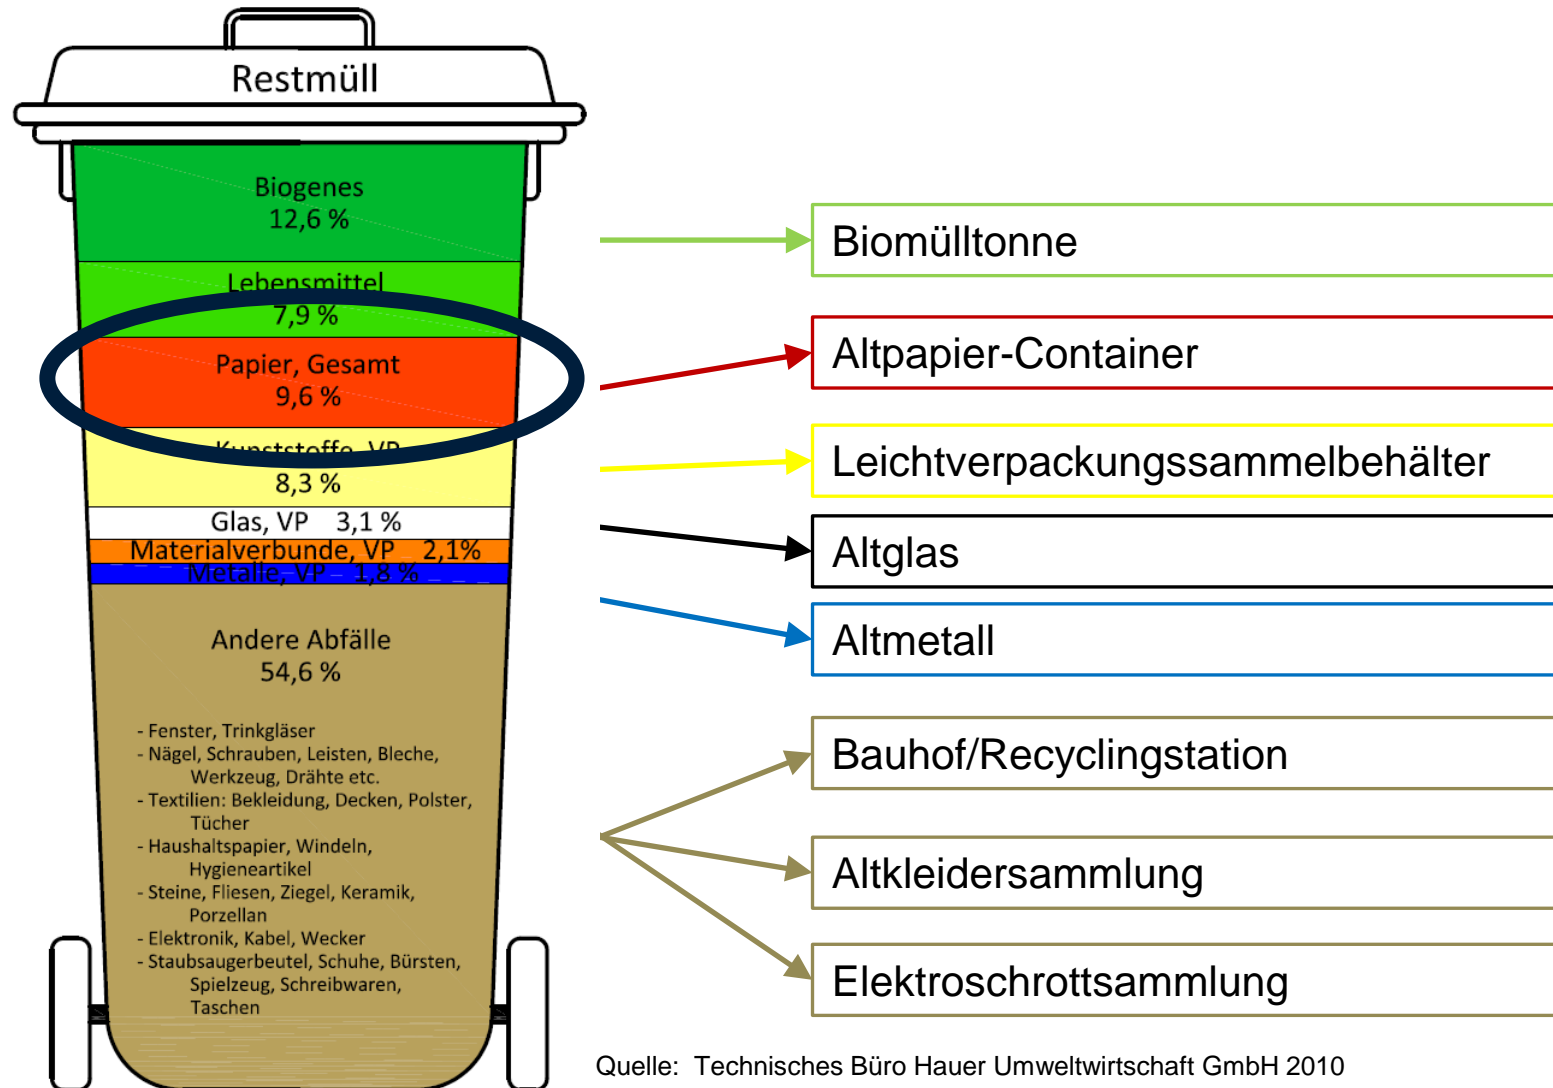 Restmüll
Biogenes
12,6 %
Lebensmittel
7,9 %
Papier, Gesamt
9,6 %
Kunststoffe, VP
8,3 %
Glas, VP 3,1 %
Materialverbunde, VP 2,1%
Metalle, VP 1,8 %
Andere Abfälle
54,6 %
- Fenster, Trinkgläser
- Nägel, Schrauben, Leisten, Bleche,
Werkzeug, Drähte etc.
- Textilien: Bekleidung, Decken, Polster,
Tücher
- Haushaltspapier, Windeln,
Hygieneartikel
- Steine, Fliesen, Ziegel, Keramik,
Porzellan
- Elektronik, Kabel, Wecker
- Staubsaugerbeutel, Schuhe, Bürsten,
Spielzeug, Schreibwaren,
Taschen
Biomülltonne
Altpapier-Container
Leichtverpackungssammelbehälter
Altglas
Altmetall
Bauhof/Recyclingstation
Altkleidersammlung
Elektroschrottsammlung
Quelle: Technisches Büro Hauer Umweltwirtschaft GmbH 2010